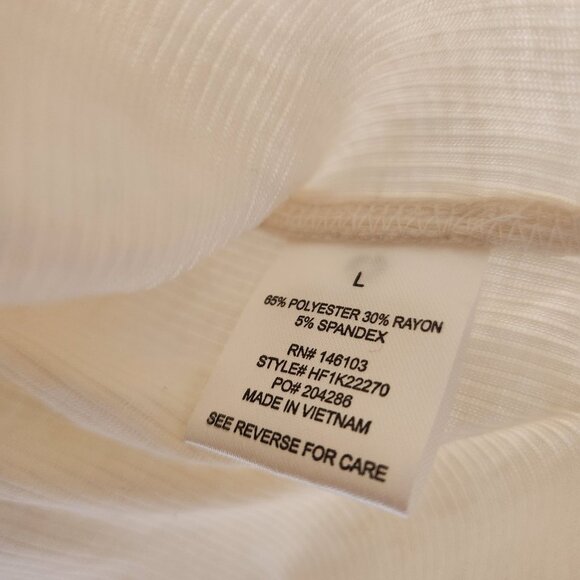 L
65% POLYESTER 30% RAYON
5% SPANDEX
RN# 146103
STYLE# HF1K22270
PO# 204286
MADE IN VIETNAM
SEE REVERSE FOR CARE